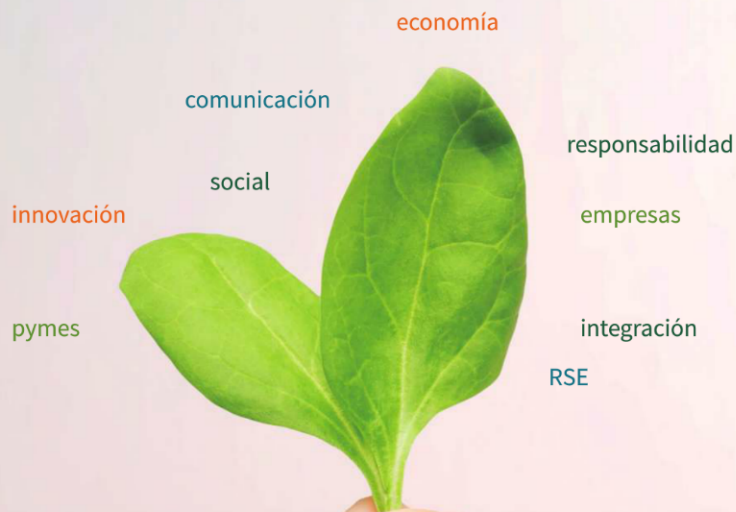 economía
comunicación
responsabilidad
social
innovación
empresas
pymes
integración
RSE